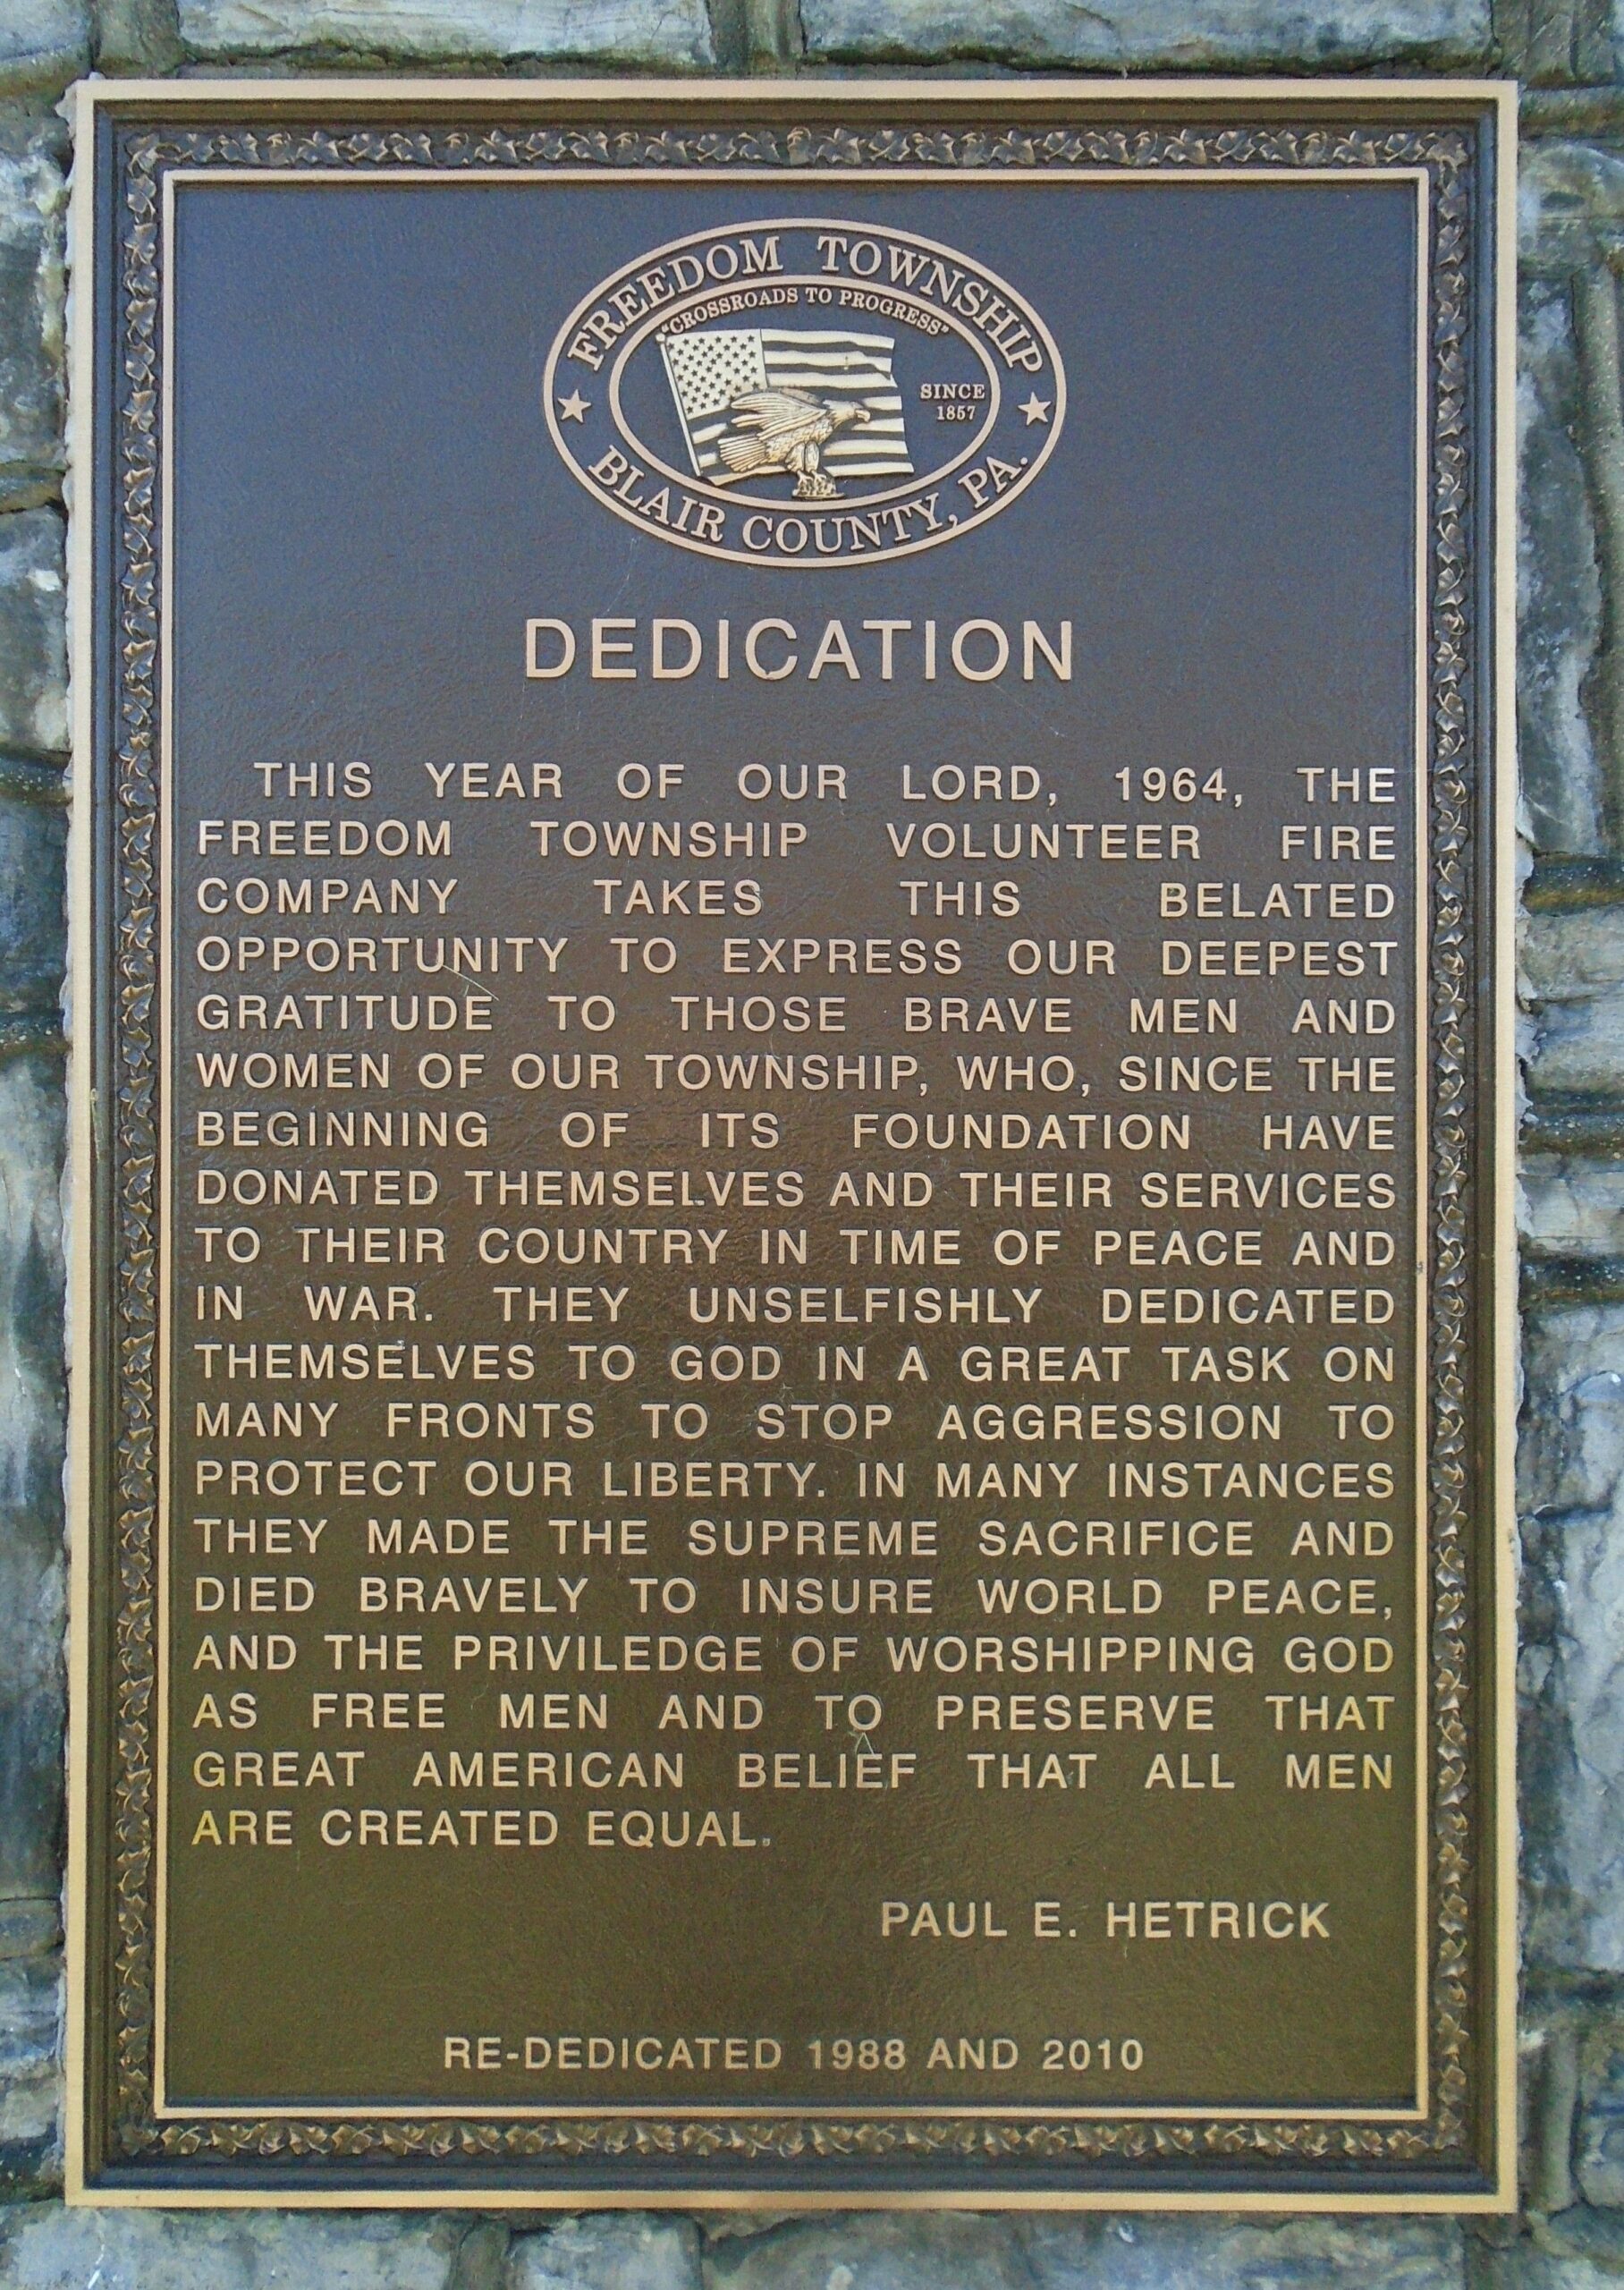 FREEDOM TOWNSHIP
"CROSSROADS TO PROGRESS"
SINCE
1857
BLAIR COUNTY, PA.
DEDICATION
THIS YEAR OF OUR LORD, 1964, THE
FREEDOM TOWNSHIP VOLUNTEER FIRE
COMPANY TAKES THIS BELATED
OPPORTUNITY TO EXPRESS OUR DEEPEST
GRATITUDE TO THOSE BRAVE MEN AND
WOMEN OF OUR TOWNSHIP, WHO, SINCE THE
BEGINNING OF ITS FOUNDATION HAVE
DONATED THEMSELVES AND THEIR SERVICES
TO THEIR COUNTRY IN TIME OF PEACE AND
IN WAR. THEY UNSELFISHLY DEDICATED
THEMSELVES TO GOD IN A GREAT TASK ON
MANY FRONTS TO STOP AGGRESSION TO
PROTECT OUR LIBERTY. IN MANY INSTANCES
THEY MADE THE SUPREME SACRIFICE AND
DIED BRAVELY TO INSURE WORLD PEACE,
AND THE PRIVILEDGE OF WORSHIPPING GOD
AS FREE MEN AND TO PRESERVE THAT
GREAT AMERICAN BELIEF THAT ALL MEN
ARE CREATED EQUAL.
PAUL E. HETRICK
RE-DEDICATED 1988 AND 2010